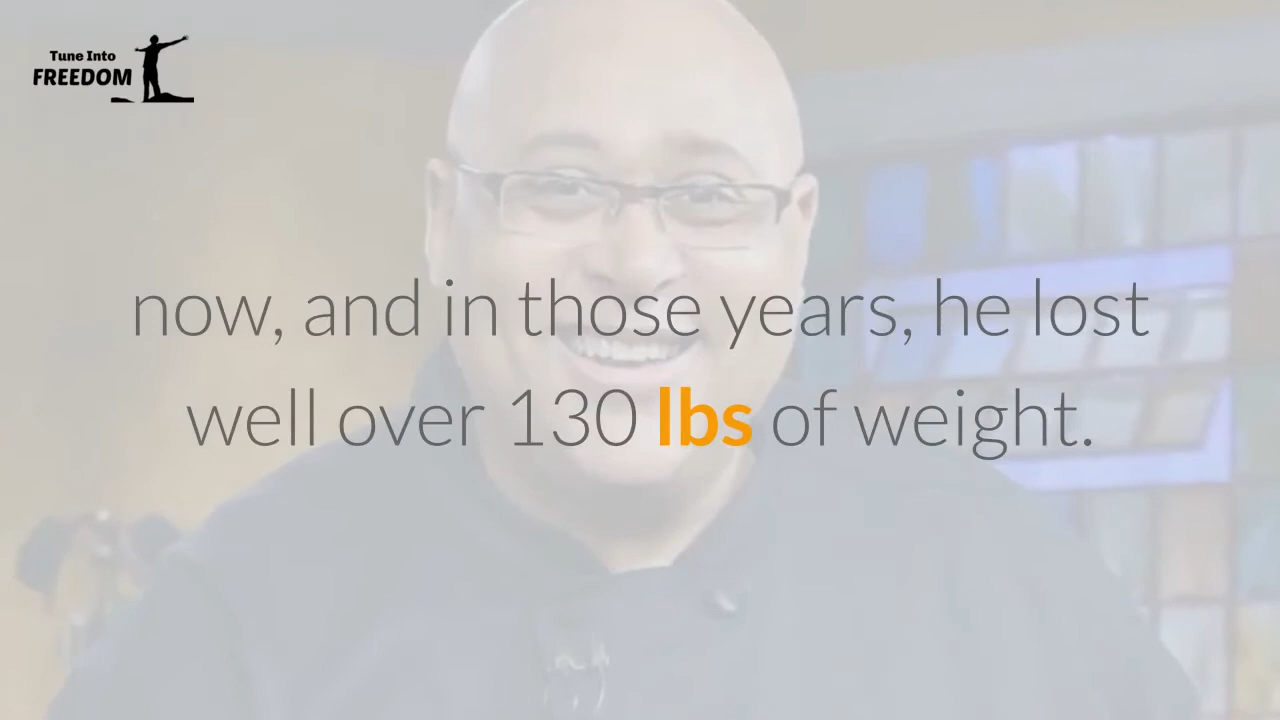 Tune Into
FREEDOM
now, and in those years, he lost
well over 130 lbs of weight.